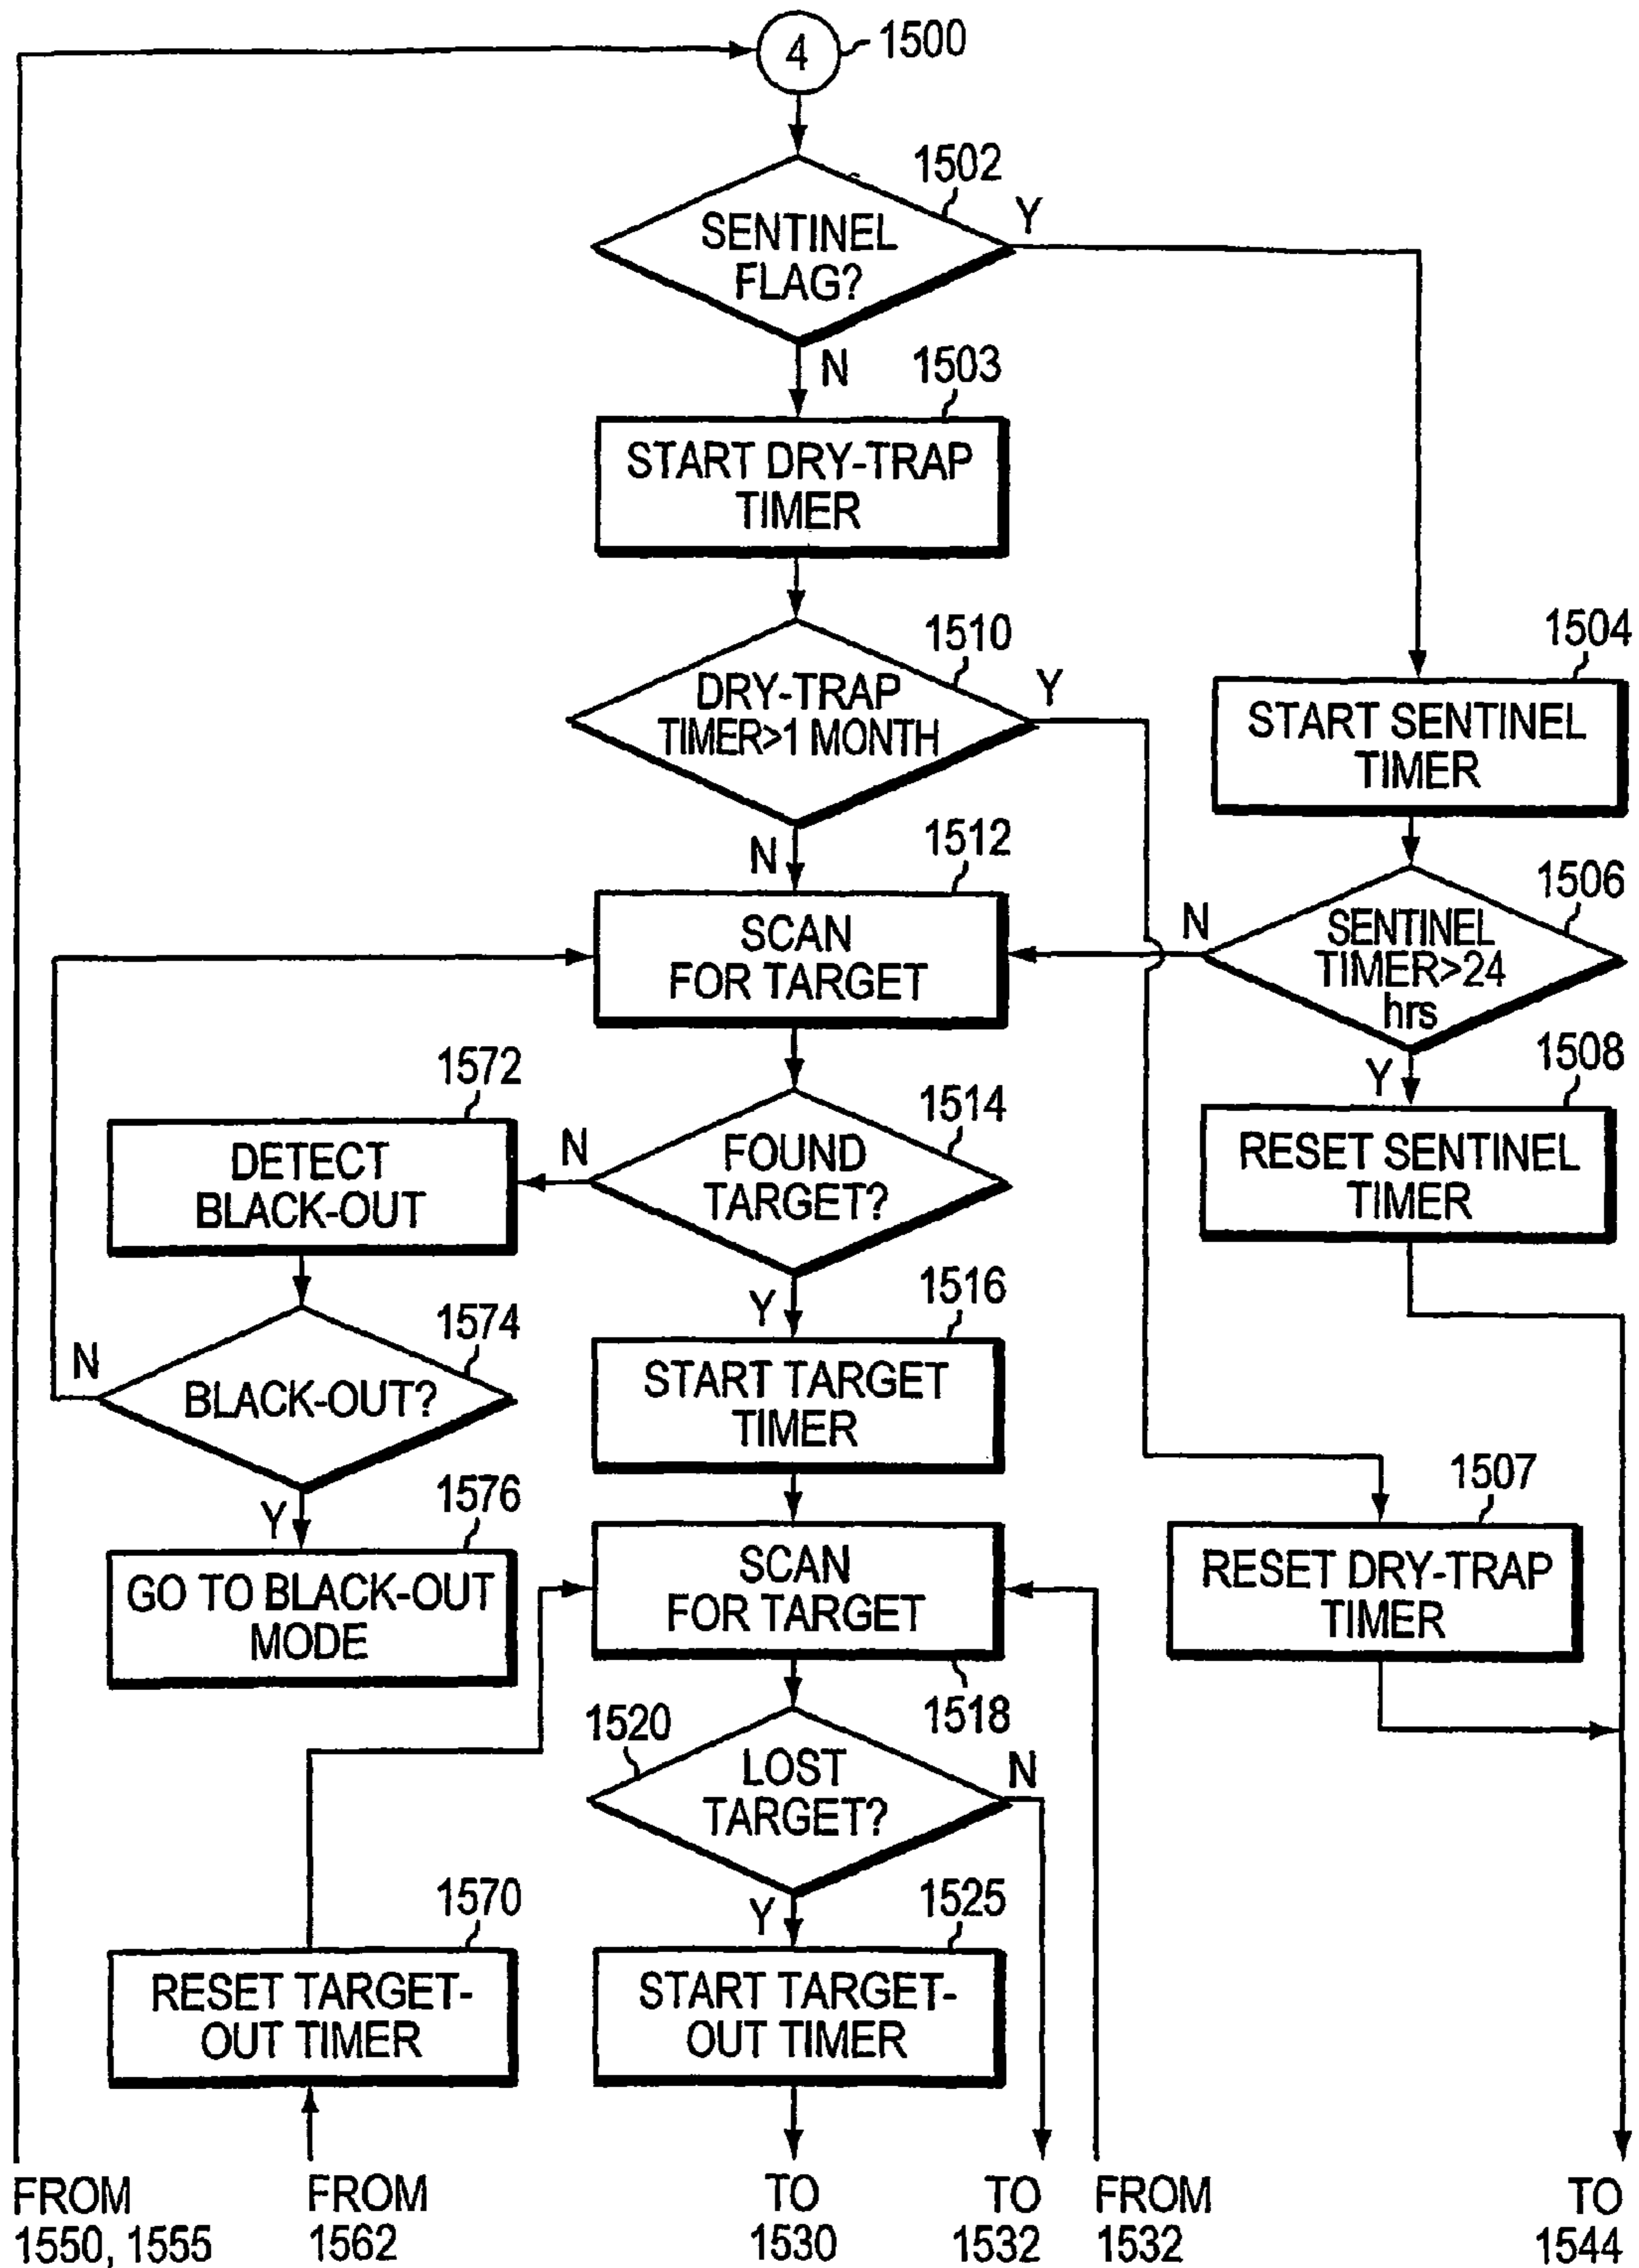 4
1500
1502
SENTINEL
FLAG?
Y
N
1503
START DRY-TRAP
TIMER
1510
DRY-TRAP
TIMER>1 MONTH
Y
N
1504
START SENTINEL
TIMER
1506
SENTINEL
TIMER>24
hrs
N
Y
1512
SCAN
FOR TARGET
1508
RESET SENTINEL
TIMER
1514
FOUND
TARGET?
N
Y
1572
DETECT
BLACK-OUT
1574
BLACK-OUT?
N
Y
1576
GO TO BLACK-OUT
MODE
1516
START TARGET
TIMER
1507
RESET DRY-TRAP
TIMER
SCAN
FOR TARGET
1518
1520
LOST
TARGET?
N
Y
1570
RESET TARGET-
OUT TIMER
1525
START TARGET-
OUT TIMER
FROM
1550, 1555
FROM
1562
TO
1530
TO
1532
FROM
1532
TO
1544